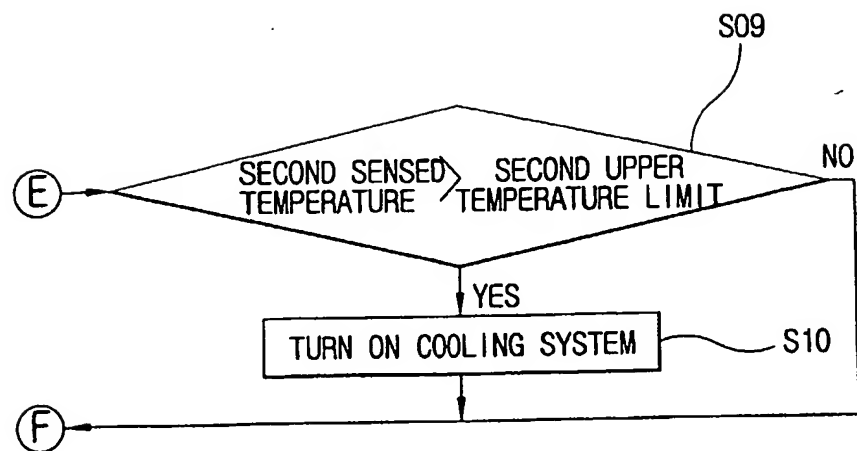 S09
NO
E
SECOND SENSED > SECOND UPPER
TEMPERATURE TEMPERATURE LIMIT
YES
TURN ON COOLING SYSTEM
S10
F